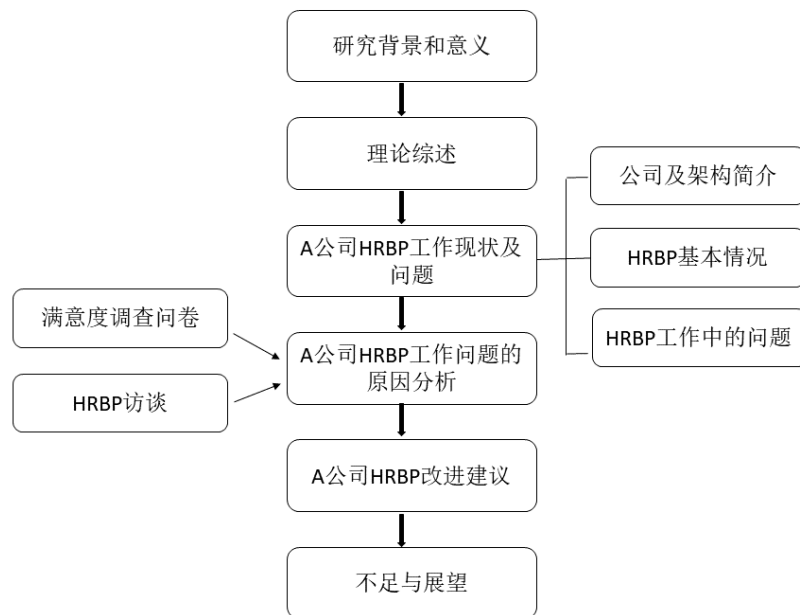 研究背景和意义
理论综述
公司及架构简介
A公司HRBP工作现状及
问题
HRBP基本情况
HRBP工作中的问题
满意度调查问卷
A公司HRBP工作问题的
原因分析
HRBP访谈
A公司HRBP改进建议
不足与展望